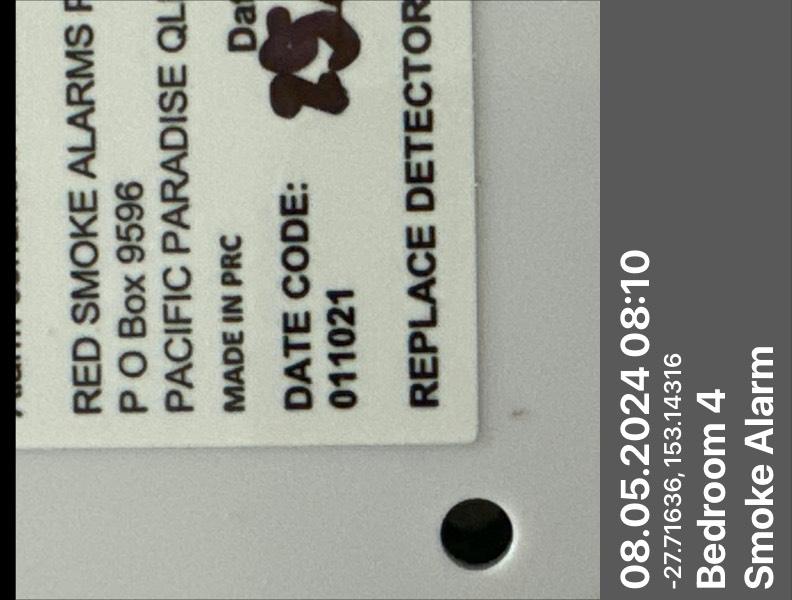 RED SMOKE ALARMS
P O Box 9596
PACIFIC PARADISE
MADE IN PRC
DATE CODE:
011021
REPLACE DETECTOR
08.05.2024 08:10
-27.71636, 153.14316
Bedroom 4
Smoke Alarm